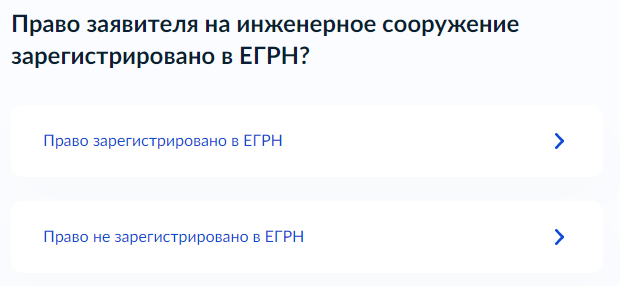 Право заявителя на инженерное сооружение
зарегистрировано в ЕГРН?
Право зарегистрировано в ЕГРН
Право не зарегистрировано в ЕГРН